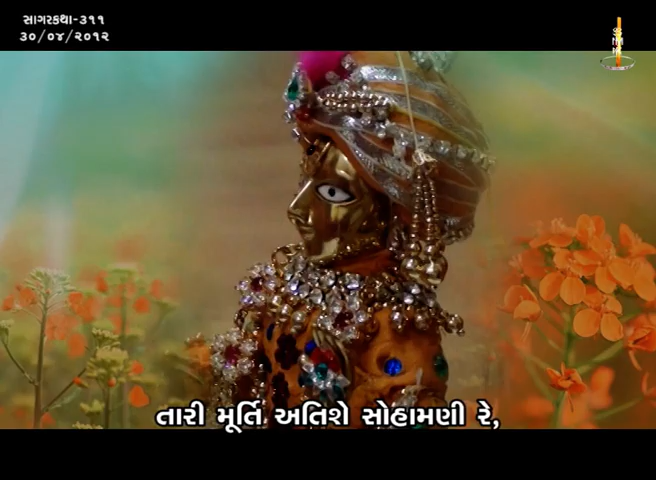 સાગરકથા-૩૧૧
૩૦/૦૪/૨૦૧૨
તારી મૂર્તિ અતિશે સોહામણી રે,